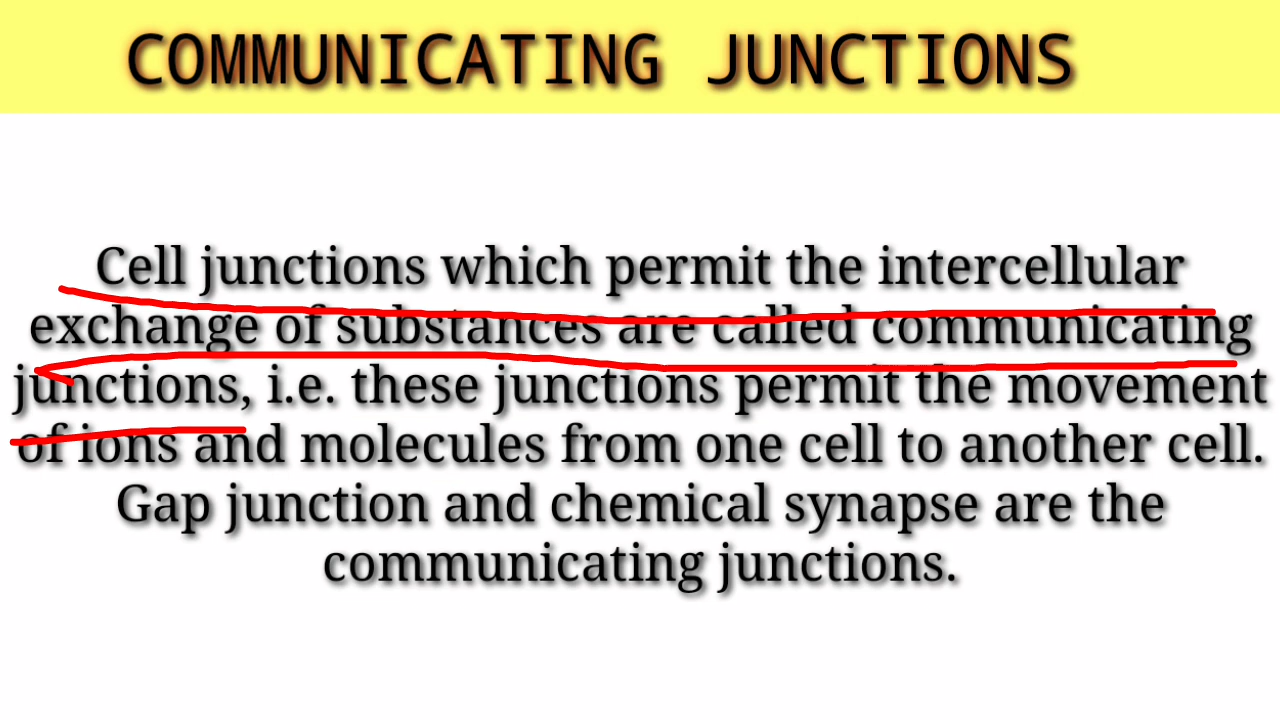 COMMUNICATING JUNCTIONS
Cell junctions which permit the intercellular
exchange of substances are called communicating
junctions, i.e. these junctions permit the movement
of ions and molecules from one cell to another cell.
Gap junction and chemical synapse are the
communicating junctions.